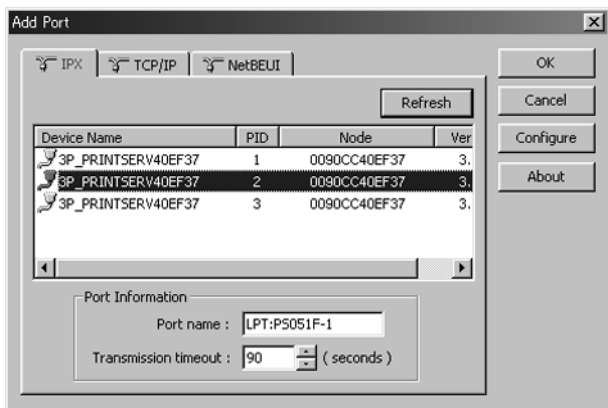 Add Port
IPX TCP/IP NetBEUI
OK
Refresh
Cancel
Device Name PID Node Ver
Configure
3P_PRINTSERV40EF37 1 0090CC40EF37 3.
3P_PRINTSERV40EF37 2 0090CC40EF37 3.
About
3P_PRINTSERV40EF37 3 0090CC40EF37 3.
Port Information
Port name : LPT:PS051F-1
Transmission timeout : 90 ( seconds )